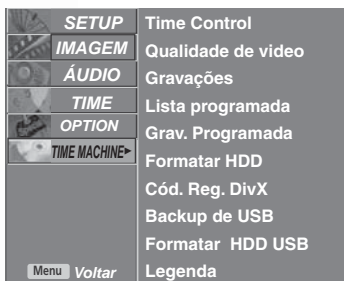 SETUP
IMAGEM
ÁUDIO
TIME
OPTION
TIME MACHINE
Menu Voltar
Time Control
Qualidade de video
Gravações
Lista programada
Grav. Programada
Formatar HDD
Cód. Reg. DivX
Backup de USB
Formatar HDD USB
Legenda